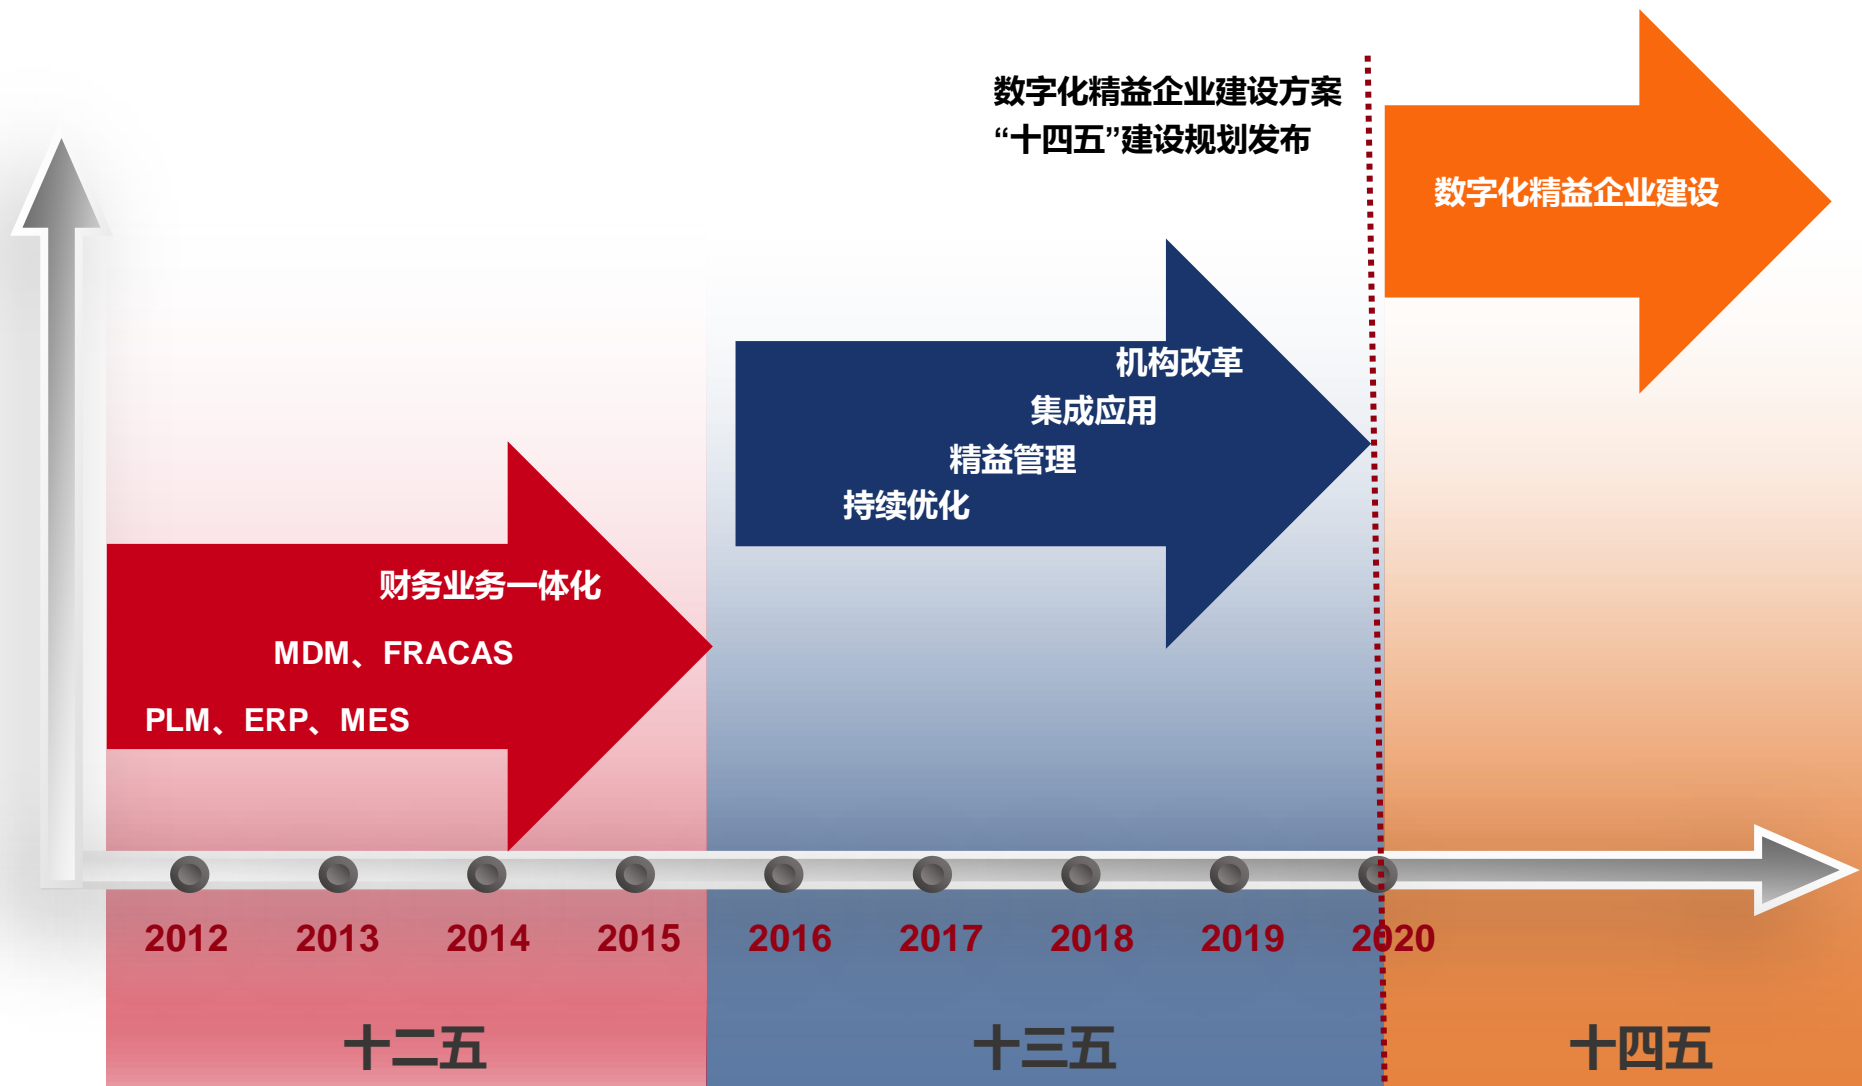 数字化精益企业建设方案
“十四五”建设规划发布
数字化精益企业建设
机构改革
集成应用
精益管理
持续优化
财务业务一体化
MDM、FRACAS
PLM、ERP、MES
2012 2013 2014 2015 2016 2017 2018 2019 2020
十二五 十三五 十四五